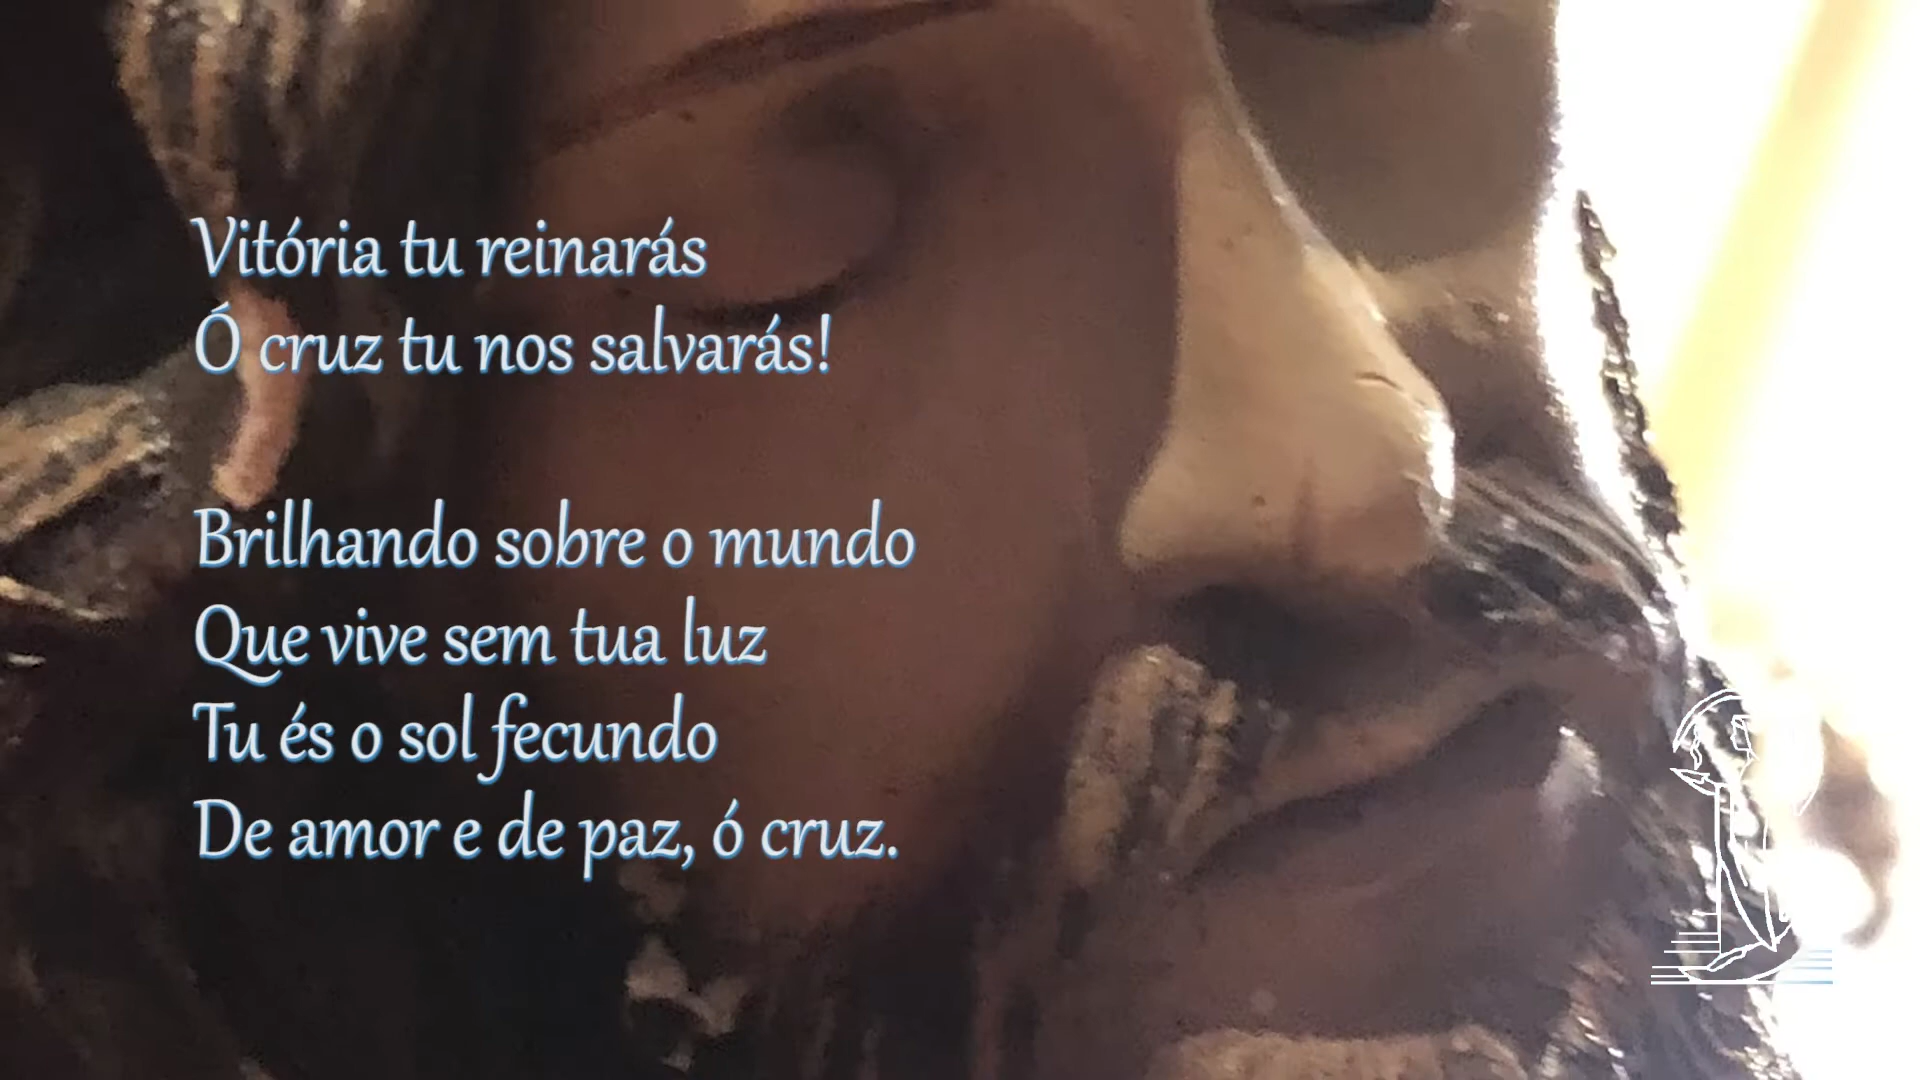 Vitória tu reinarás
Ó cruz tu nos salvarás!
Brilhando sobre o mundo
Que vive sem tua luz
Tu és o sol fecundo
De amor e de paz, ó cruz.